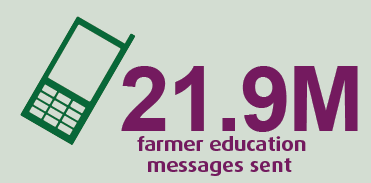 21.9M
farmer education
messages sent